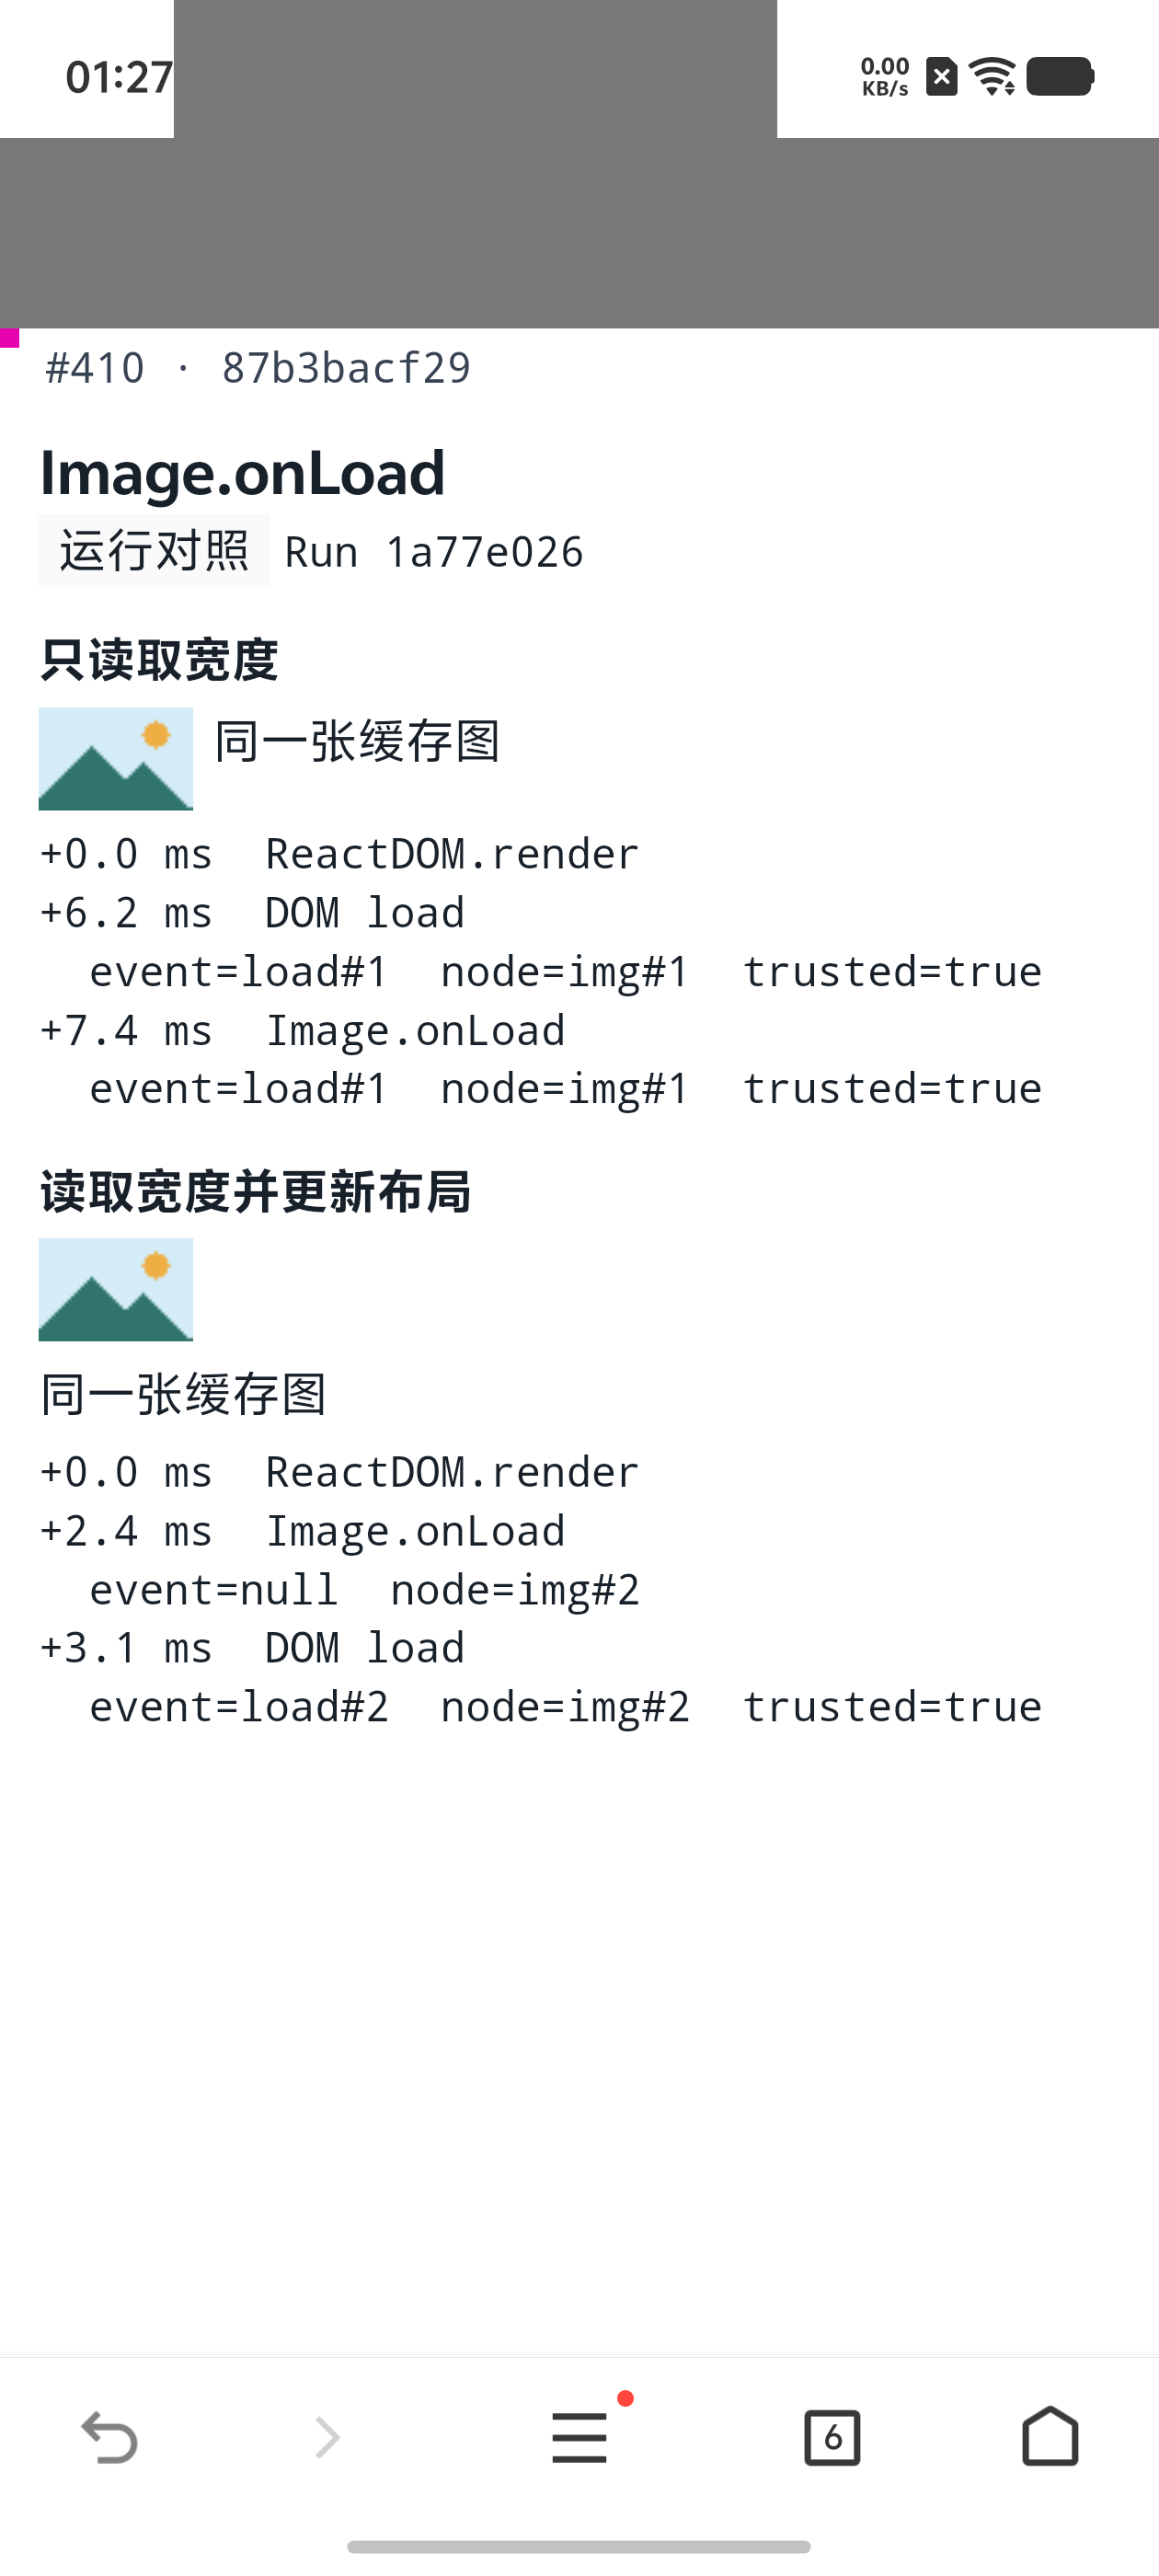 01:27
0.00
KB/s
#410 · 87b3bacf29
Image.onLoad
运行对照 Run 1a77e026
只读取宽度
同一张缓存图
+0.0 ms ReactDOM.render
+6.2 ms DOM load
event=load#1 node=img#1 trusted=true
+7.4 ms Image.onLoad
event=load#1 node=img#1 trusted=true
读取宽度并更新布局
同一张缓存图
+0.0 ms ReactDOM.render
+2.4 ms Image.onLoad
event=null node=img#2
+3.1 ms DOM load
event=load#2 node=img#2 trusted=true
6